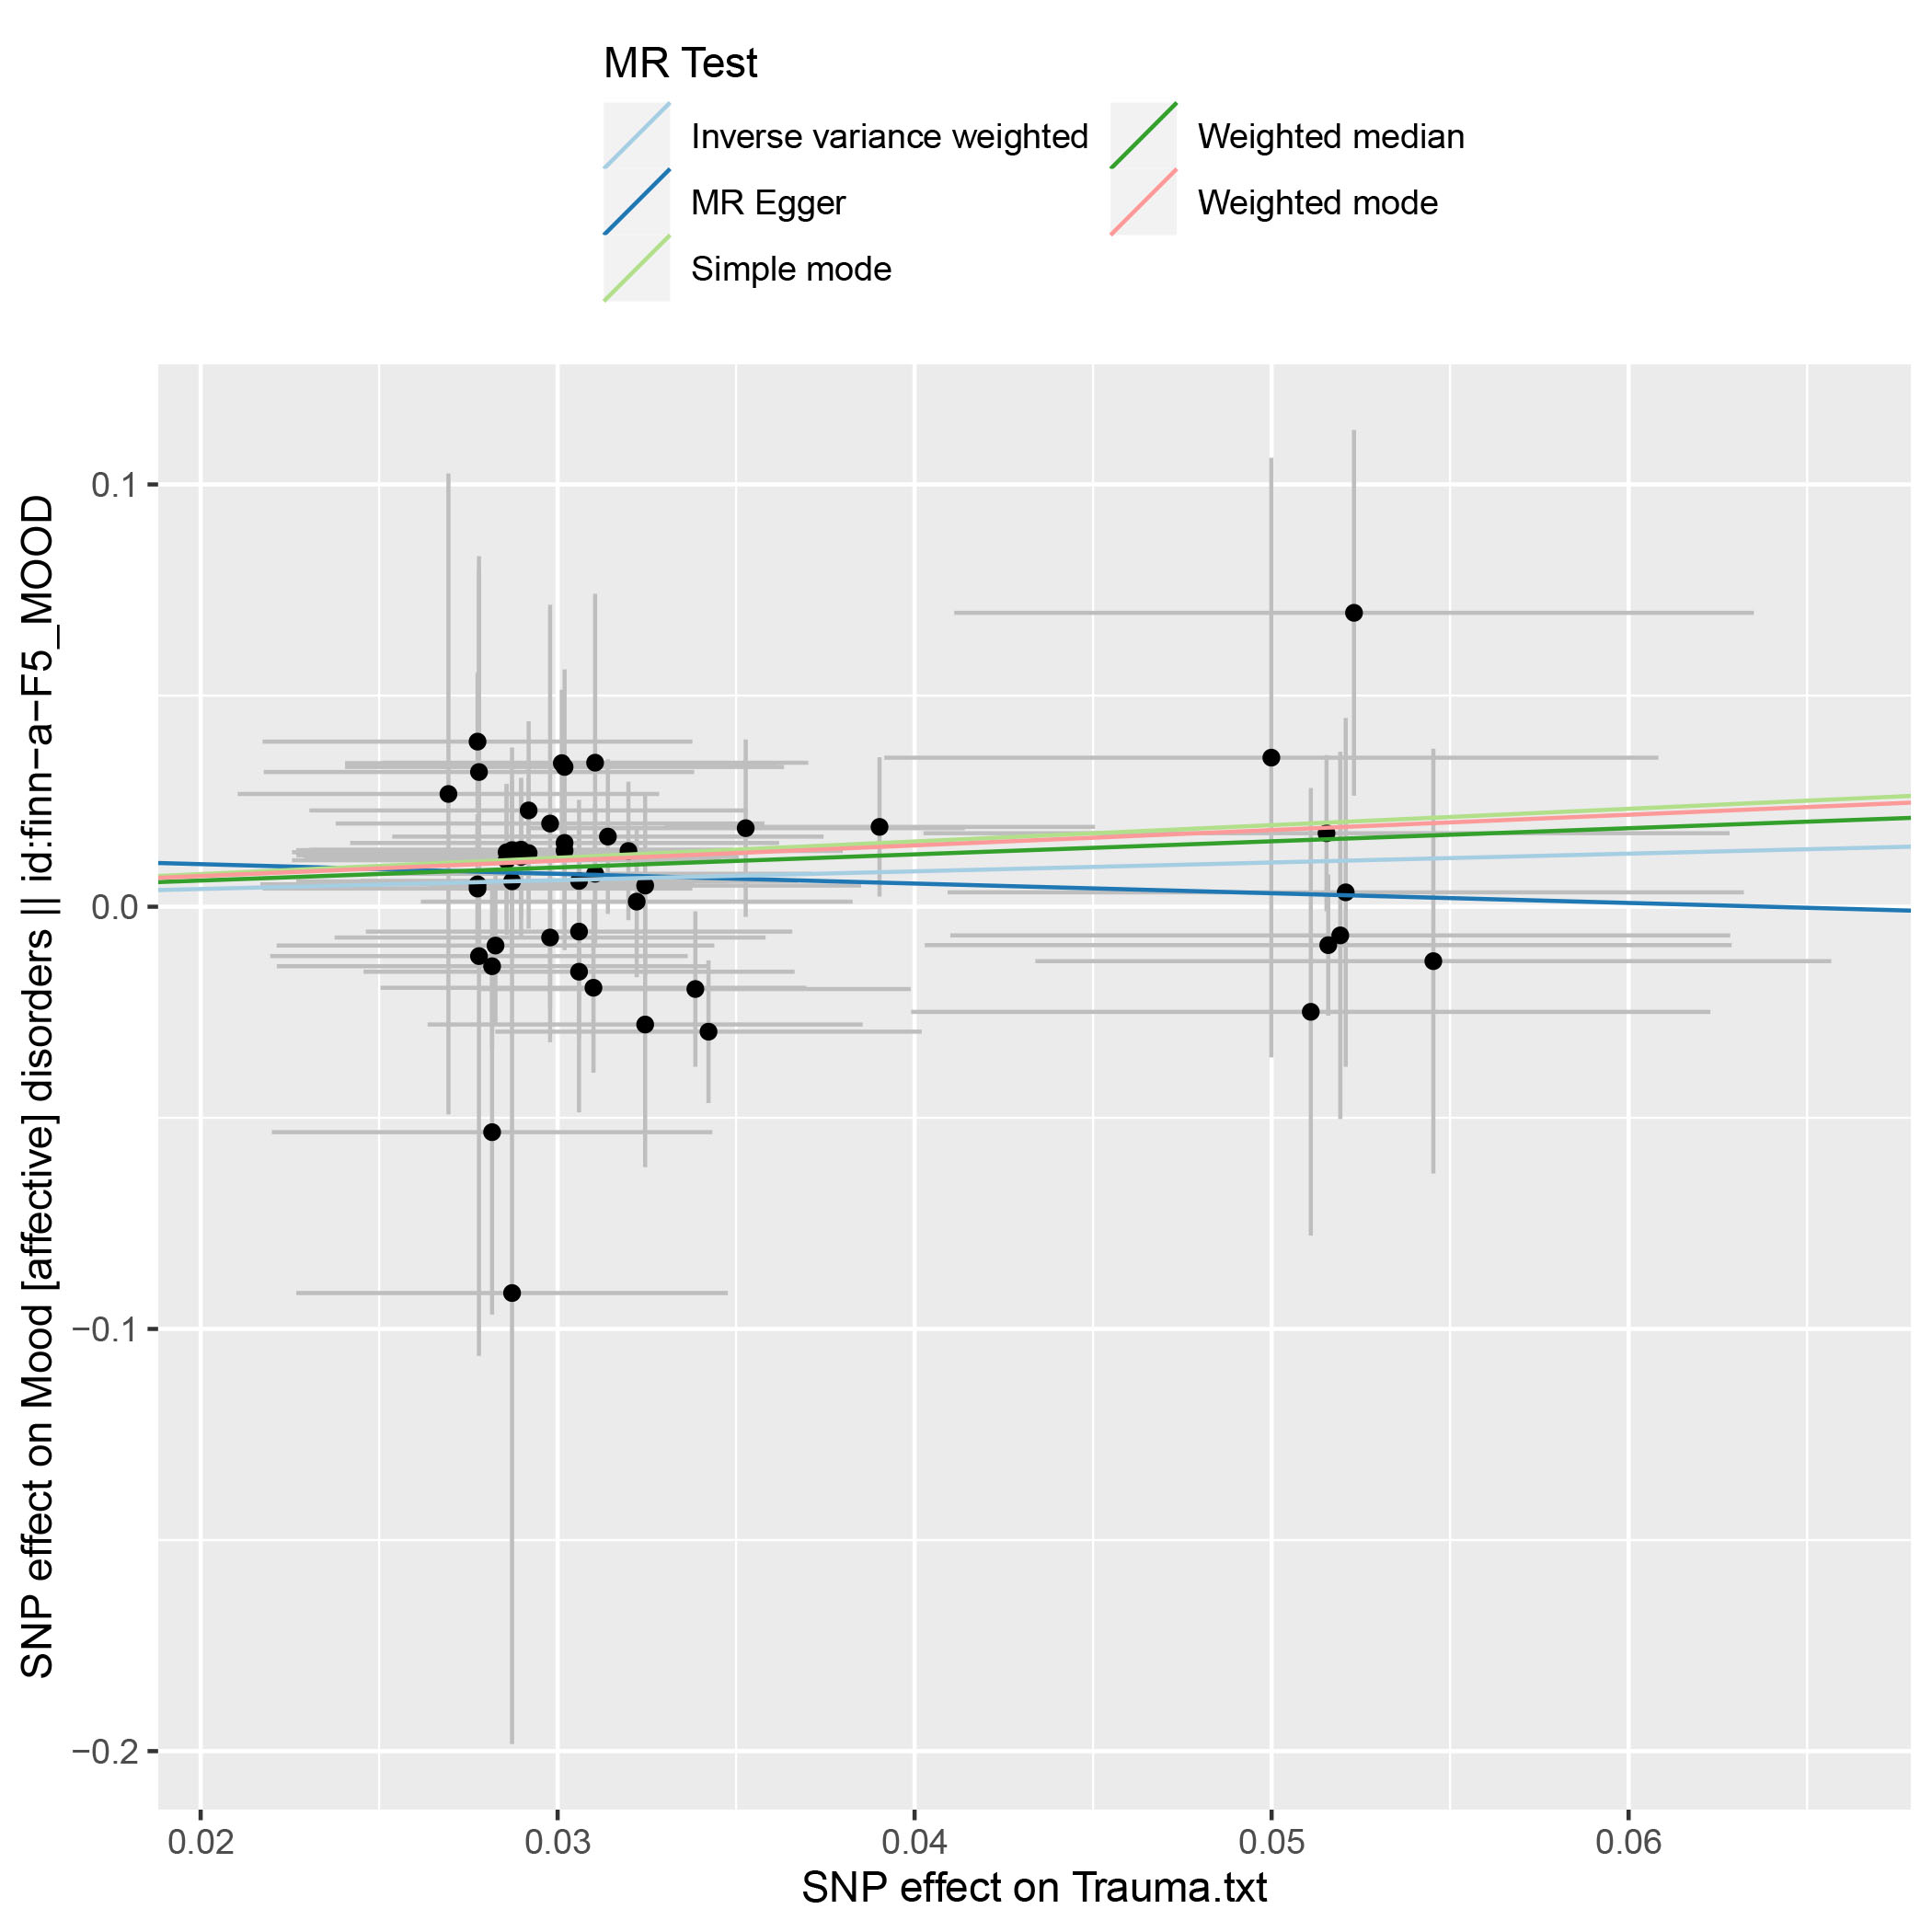 MR Test
Inverse variance weighted
Weighted median
MR Egger
Weighted mode
Simple mode
SNP effect on Mood [affective] disorders || id:finn−a−F5_MOOD
0.1
0.0
−0.1
−0.2
0.02 0.03 0.04 0.05 0.06
SNP effect on Trauma.txt